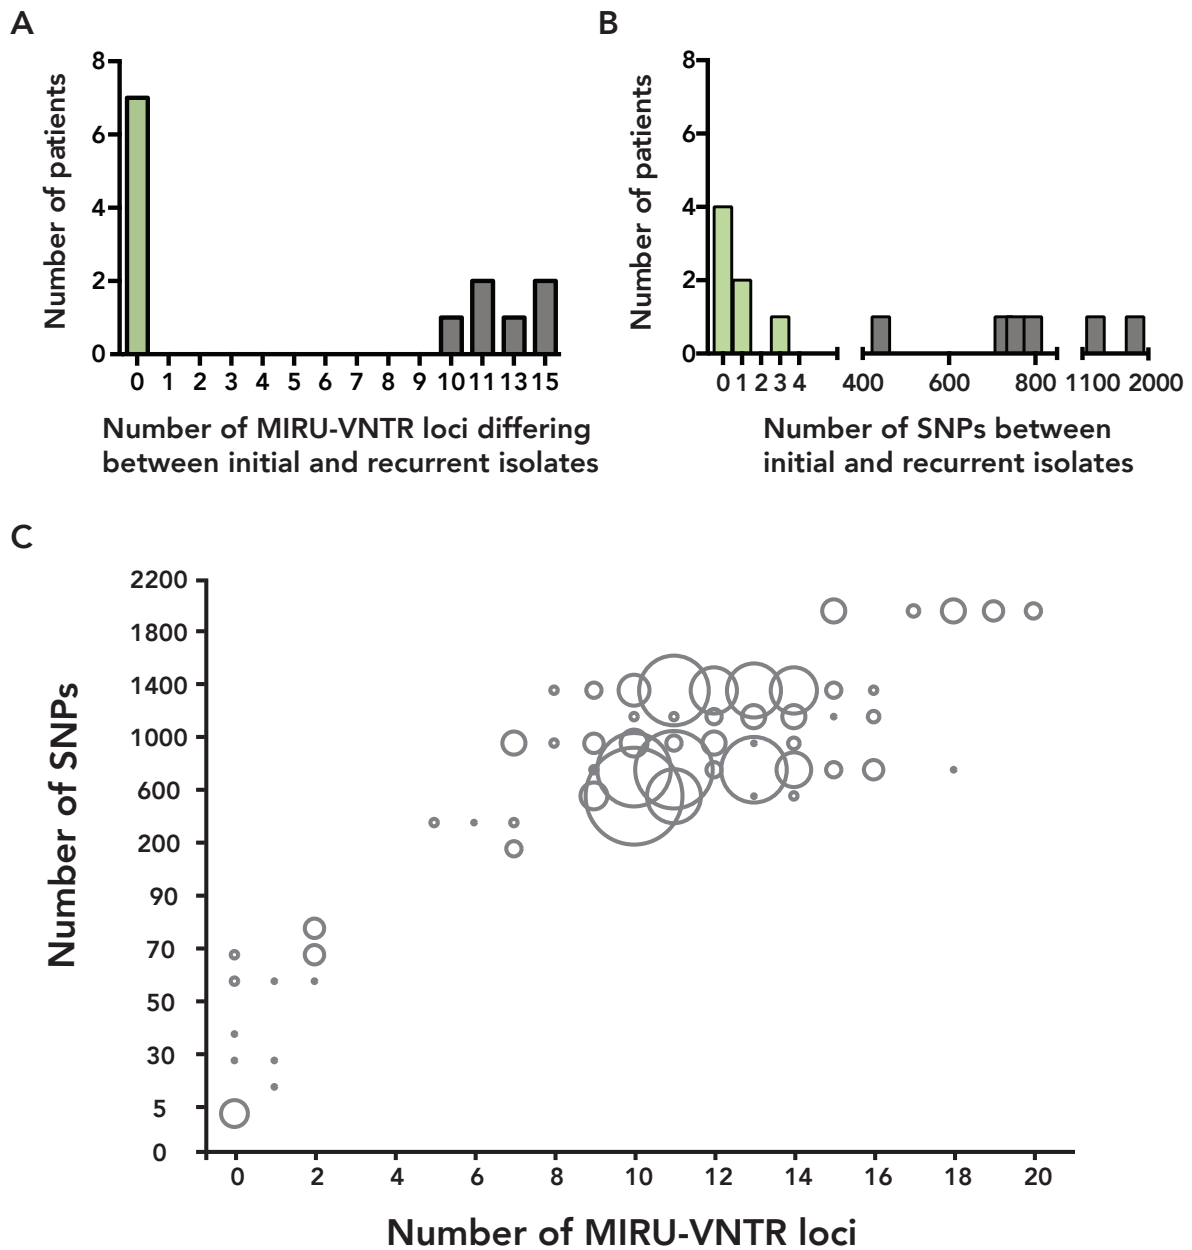 A
B
Number of patients
8
6
4
2
0
0 1 2 3 4 5 6 7 8 9 10 11 13 15
Number of MIRU-VNTR loci differing
between initial and recurrent isolates
Number of patients
8
6
4
2
0
0 1 2 3 4 400 600 800 1100 2000
Number of SNPs between
initial and recurrent isolates
C
Number of SNPs
2200
1800
1400
1000
600
200
90
70
50
30
5
0
0 2 4 6 8 10 12 14 16 18 20
Number of MIRU-VNTR loci